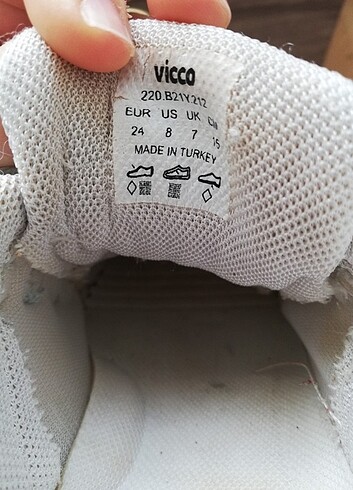 vicco
220.B21Y.212
EUR US UK CM
24 8 7 15
MADE IN TURKEY